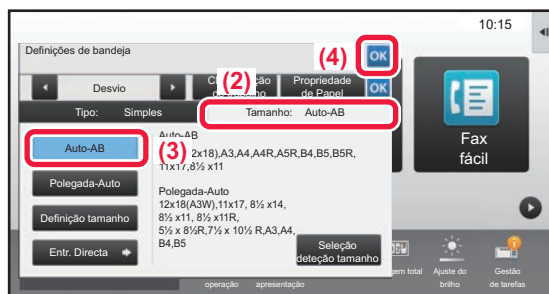 10:15
Definições de bandeja
(4)
OK
Desvio
(2)
Propriedade
de Papel
OK
Tipo: Simples
Tamanho: Auto-AB
Auto-AB
(3)
Auto-AB
2x18),A3,A4,A4R,A5R,B4,B5,B5R,
11x17,8½ x11
Polegada-Auto
Polegada-Auto
12x18(A3W),11x17, 8½ x14,
8½ x11, 8½ x11R,
5½ x 8½R,7½ x 10½ R,A3,A4,
B4,B5
Definição tamanho
Entr. Directa
Seleção
deteção tamanho
Fax
fácil
operação
apresentação
em total
Ajuste do
brilho
Gestão
de tarefas